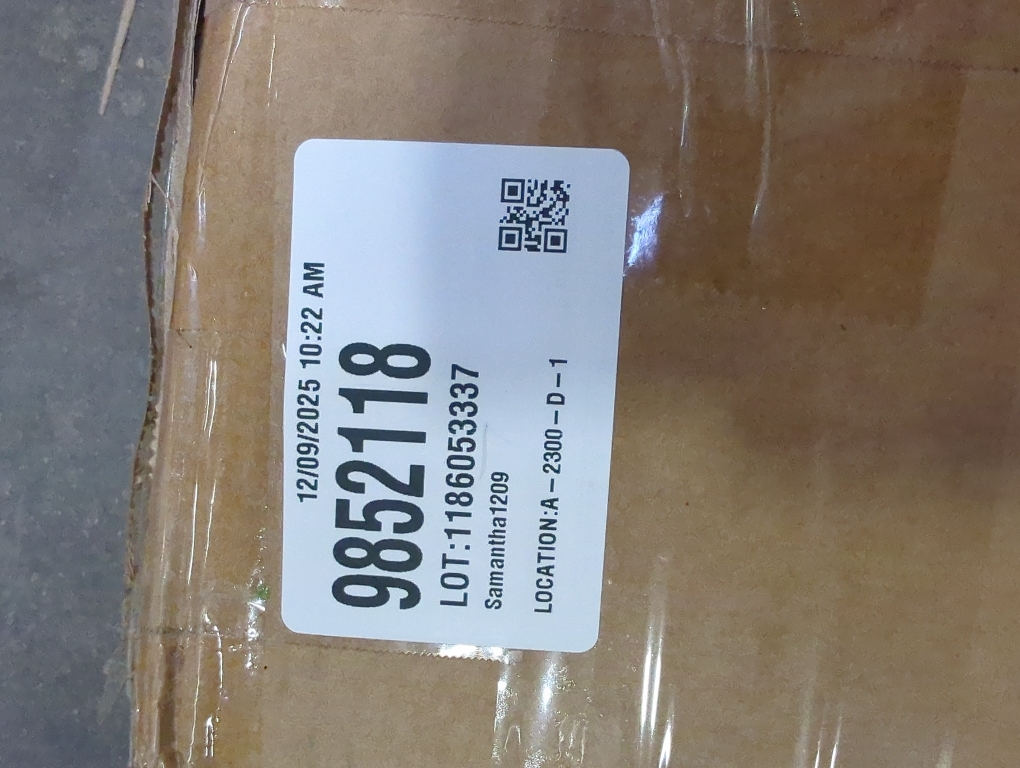 12/09/2025 10:22 AM
9852118
LOT:1186053337
Samantha1209
LOCATION:A-2300-D-1